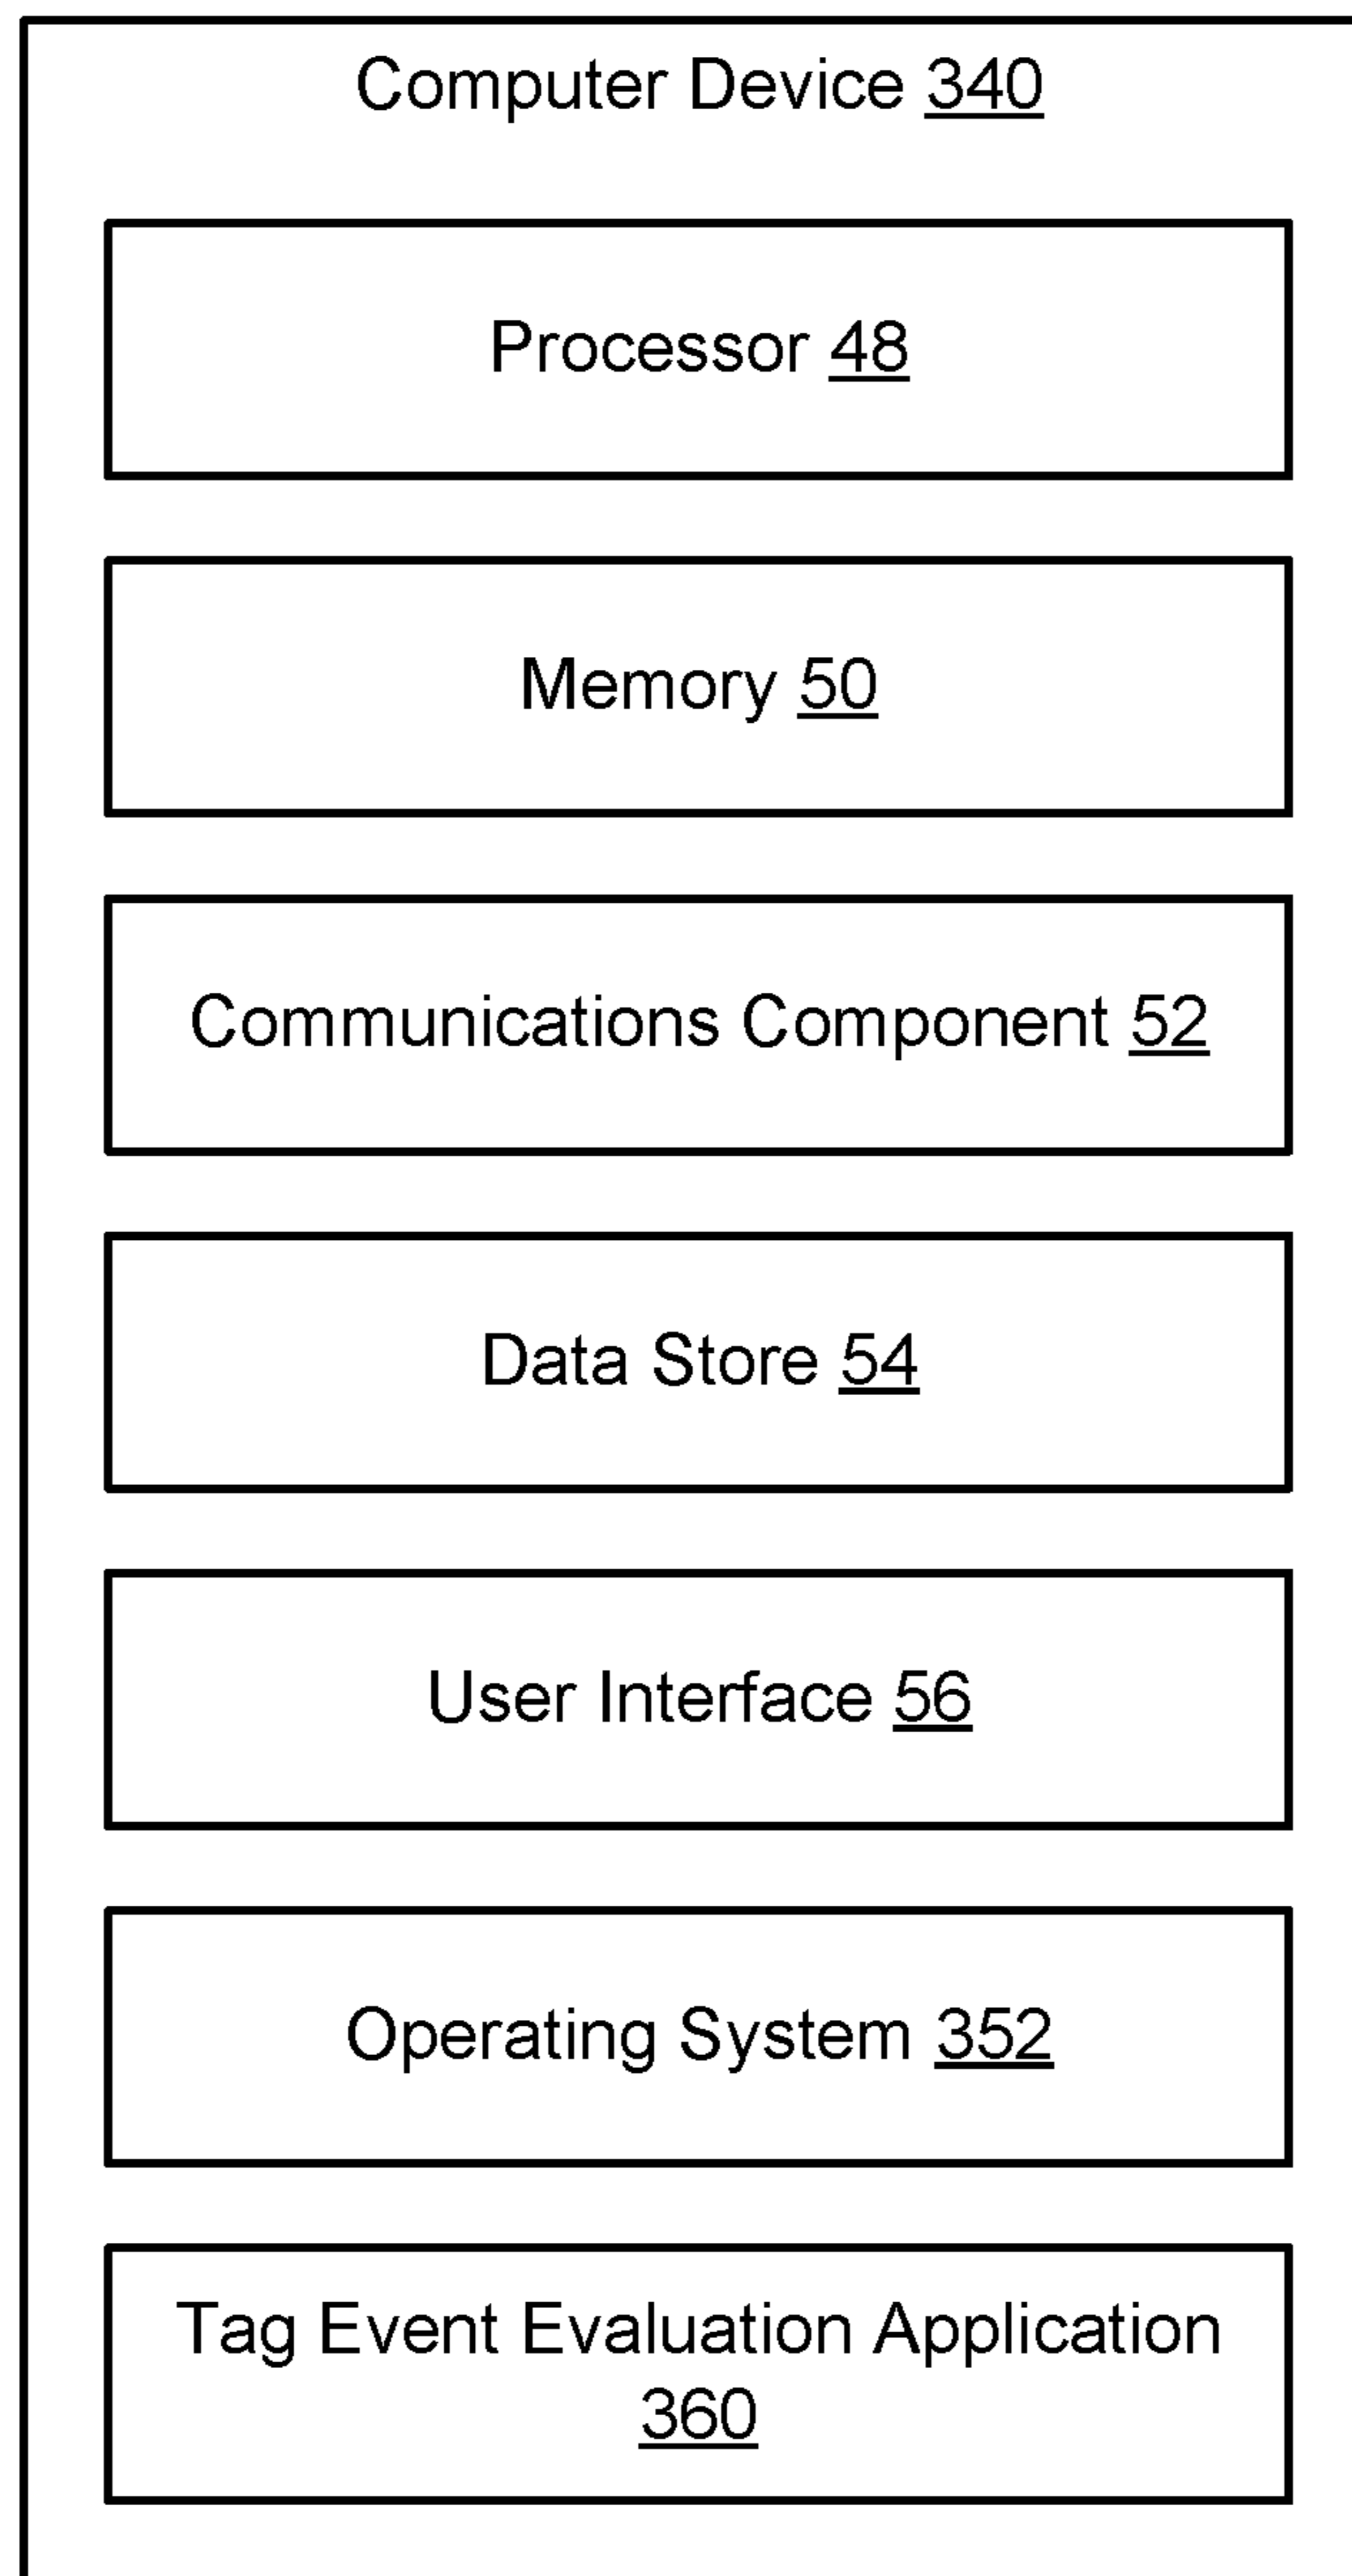 Computer Device 340
Processor 48
Memory 50
Communications Component 52
Data Store 54
User Interface 56
Operating System 352
Tag Event Evaluation Application
360